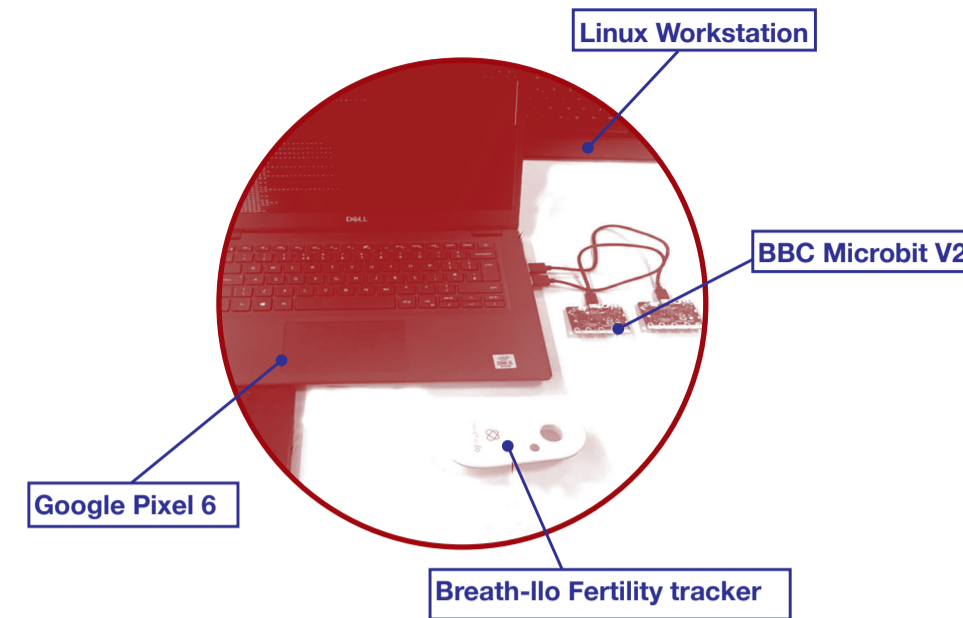 Linux Workstation
DELL
BBC Microbit V2
Google Pixel 6
Breath-Ilo Fertility tracker